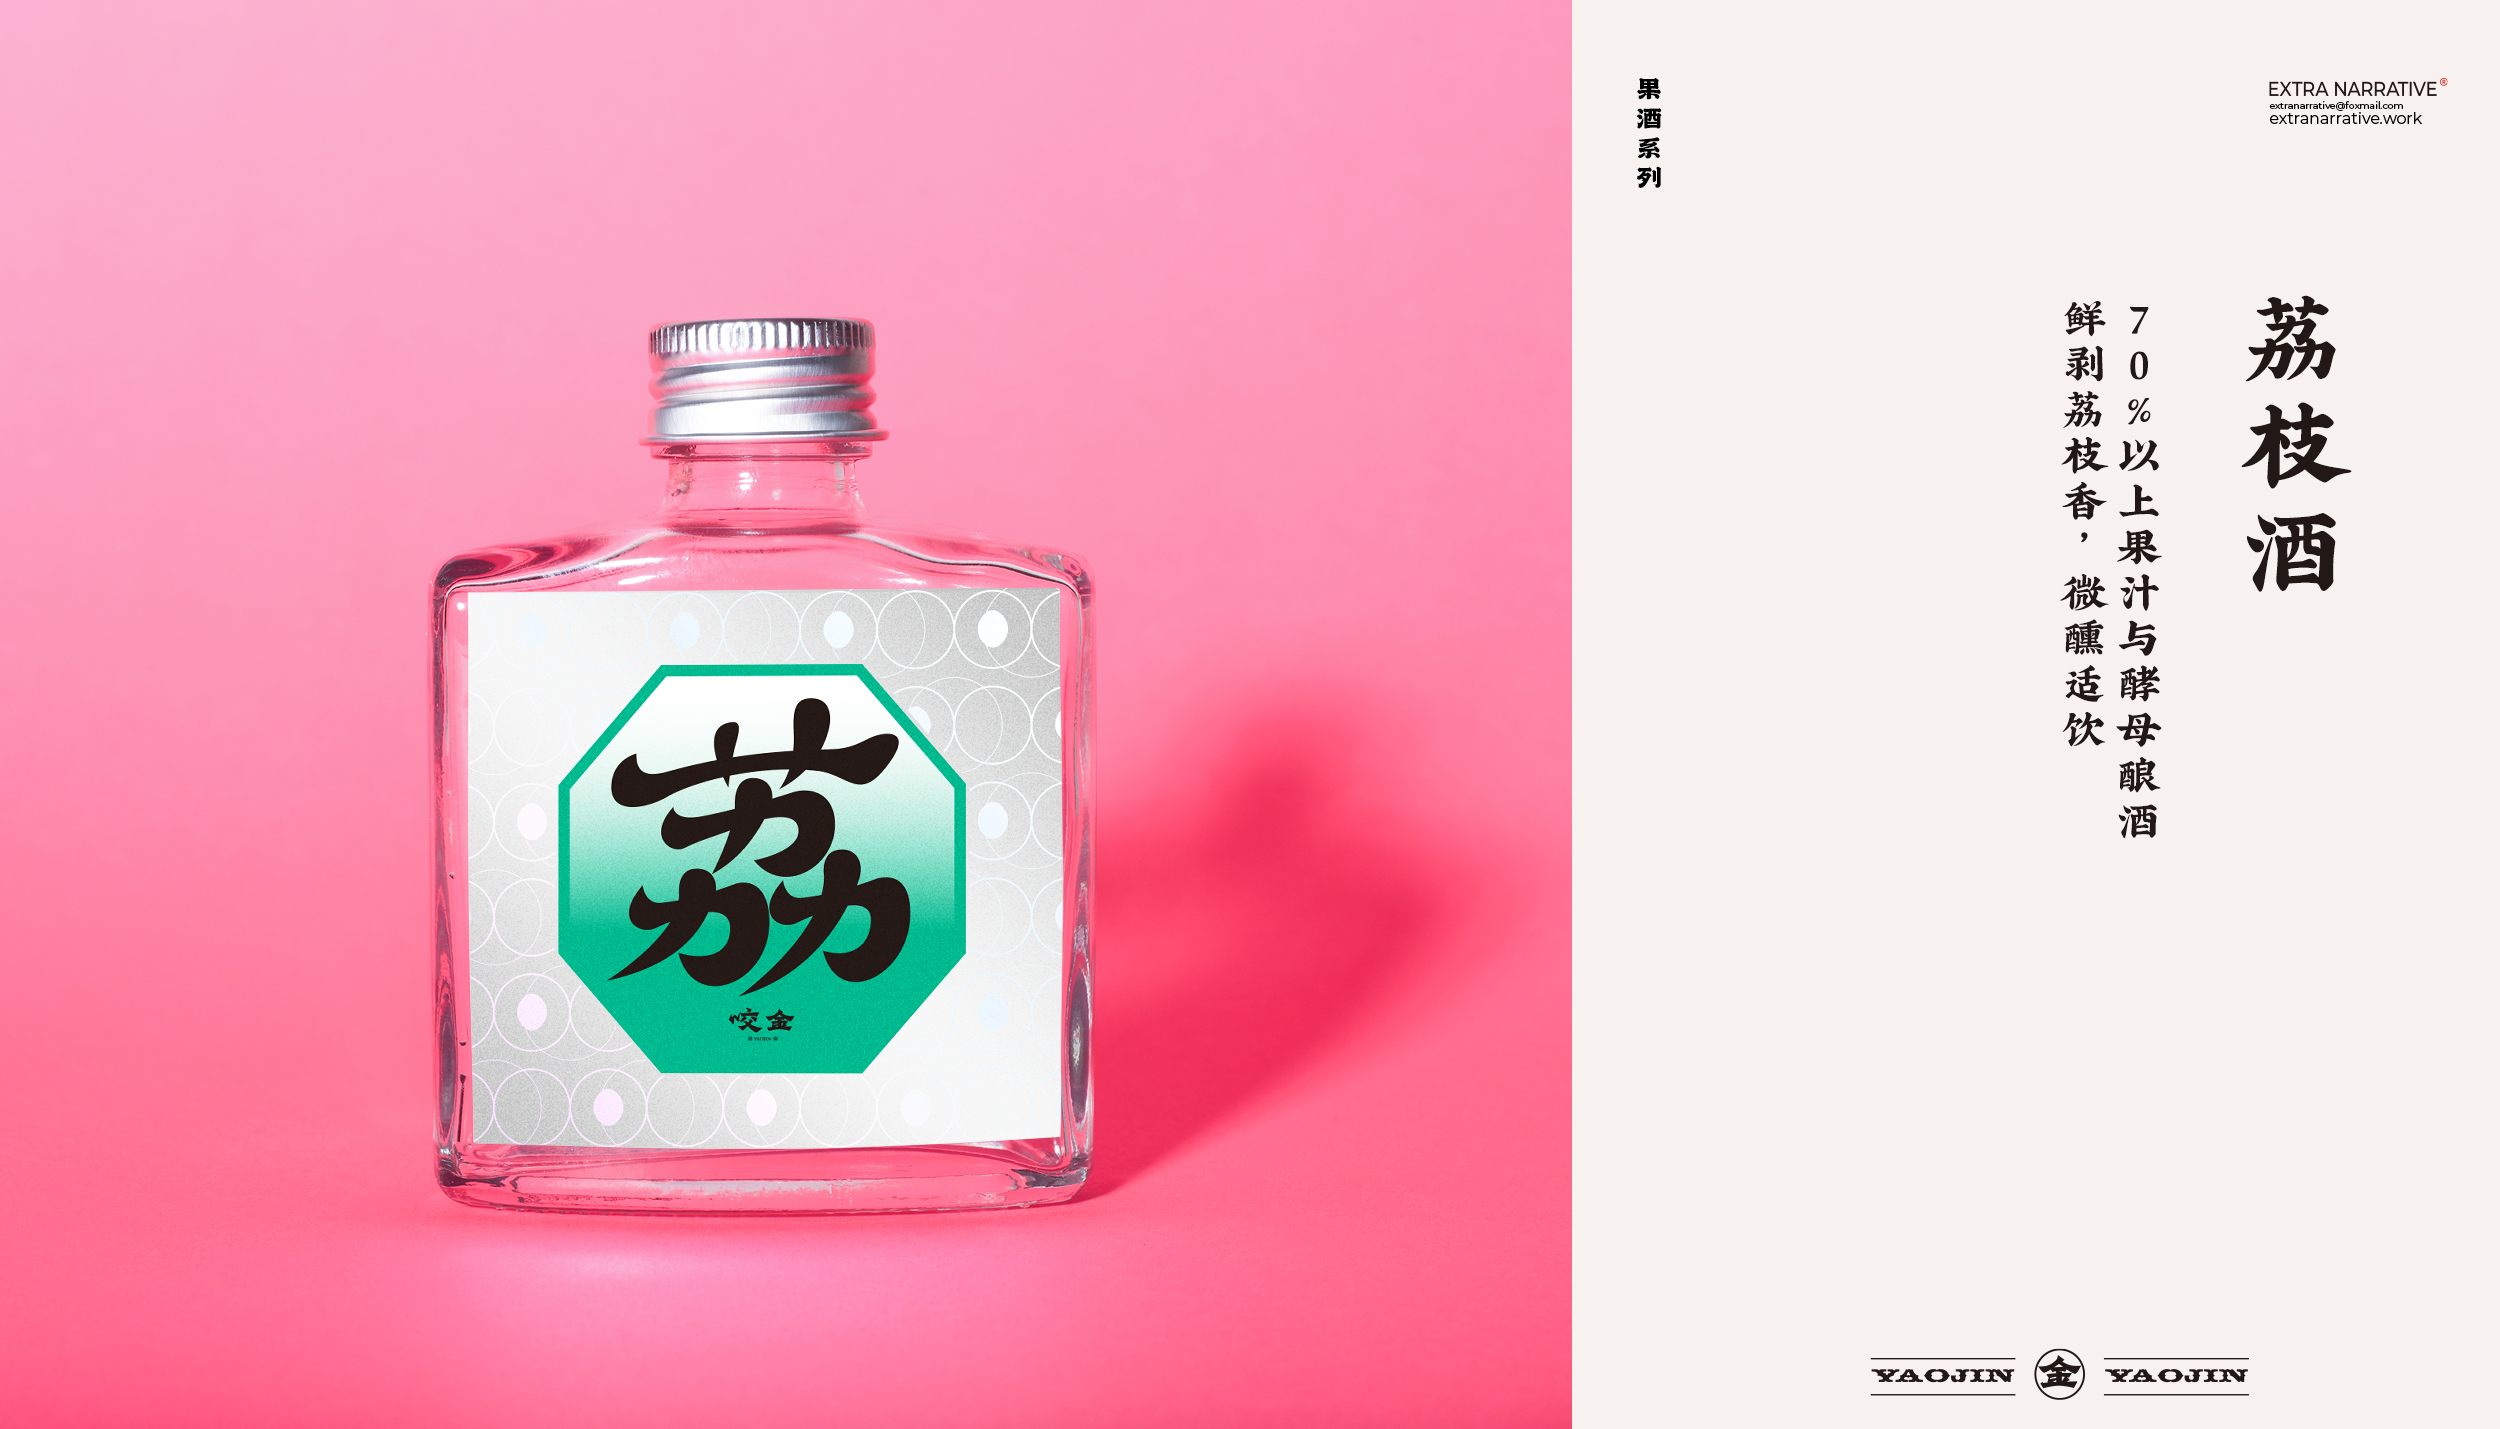 荔
咬金
YAOJIN
果酒系列
EXTRA NARRATIVE®
extranarrative@foxmail.com
extranarrative.work
荔枝酒
70%以上果汁与酵母酿酒
鲜剥荔枝香，微醺适饮
YAOJIN 金 YAOJIN